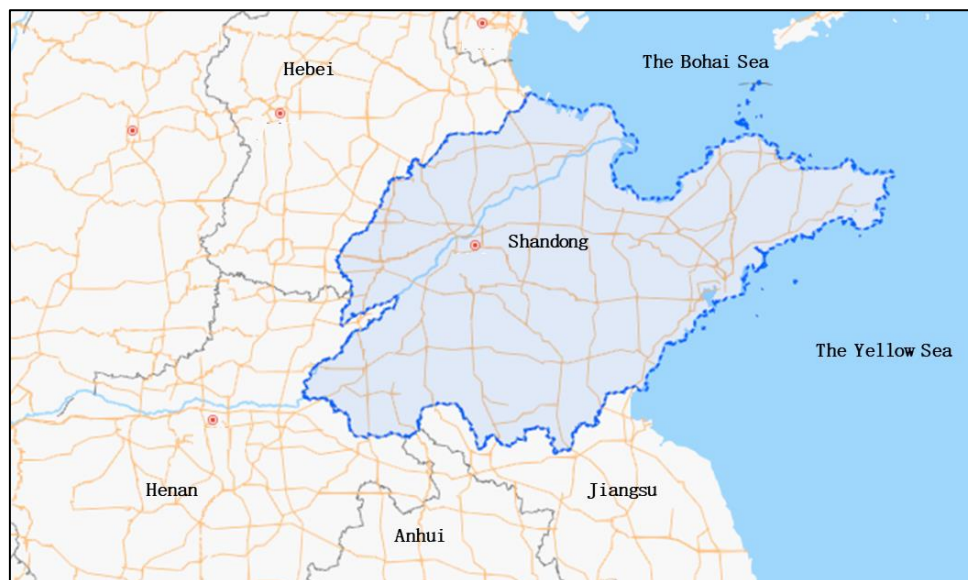 The Bohai Sea
Hebei
Shandong
The Yellow Sea
Henan
Jiangsu
Anhui